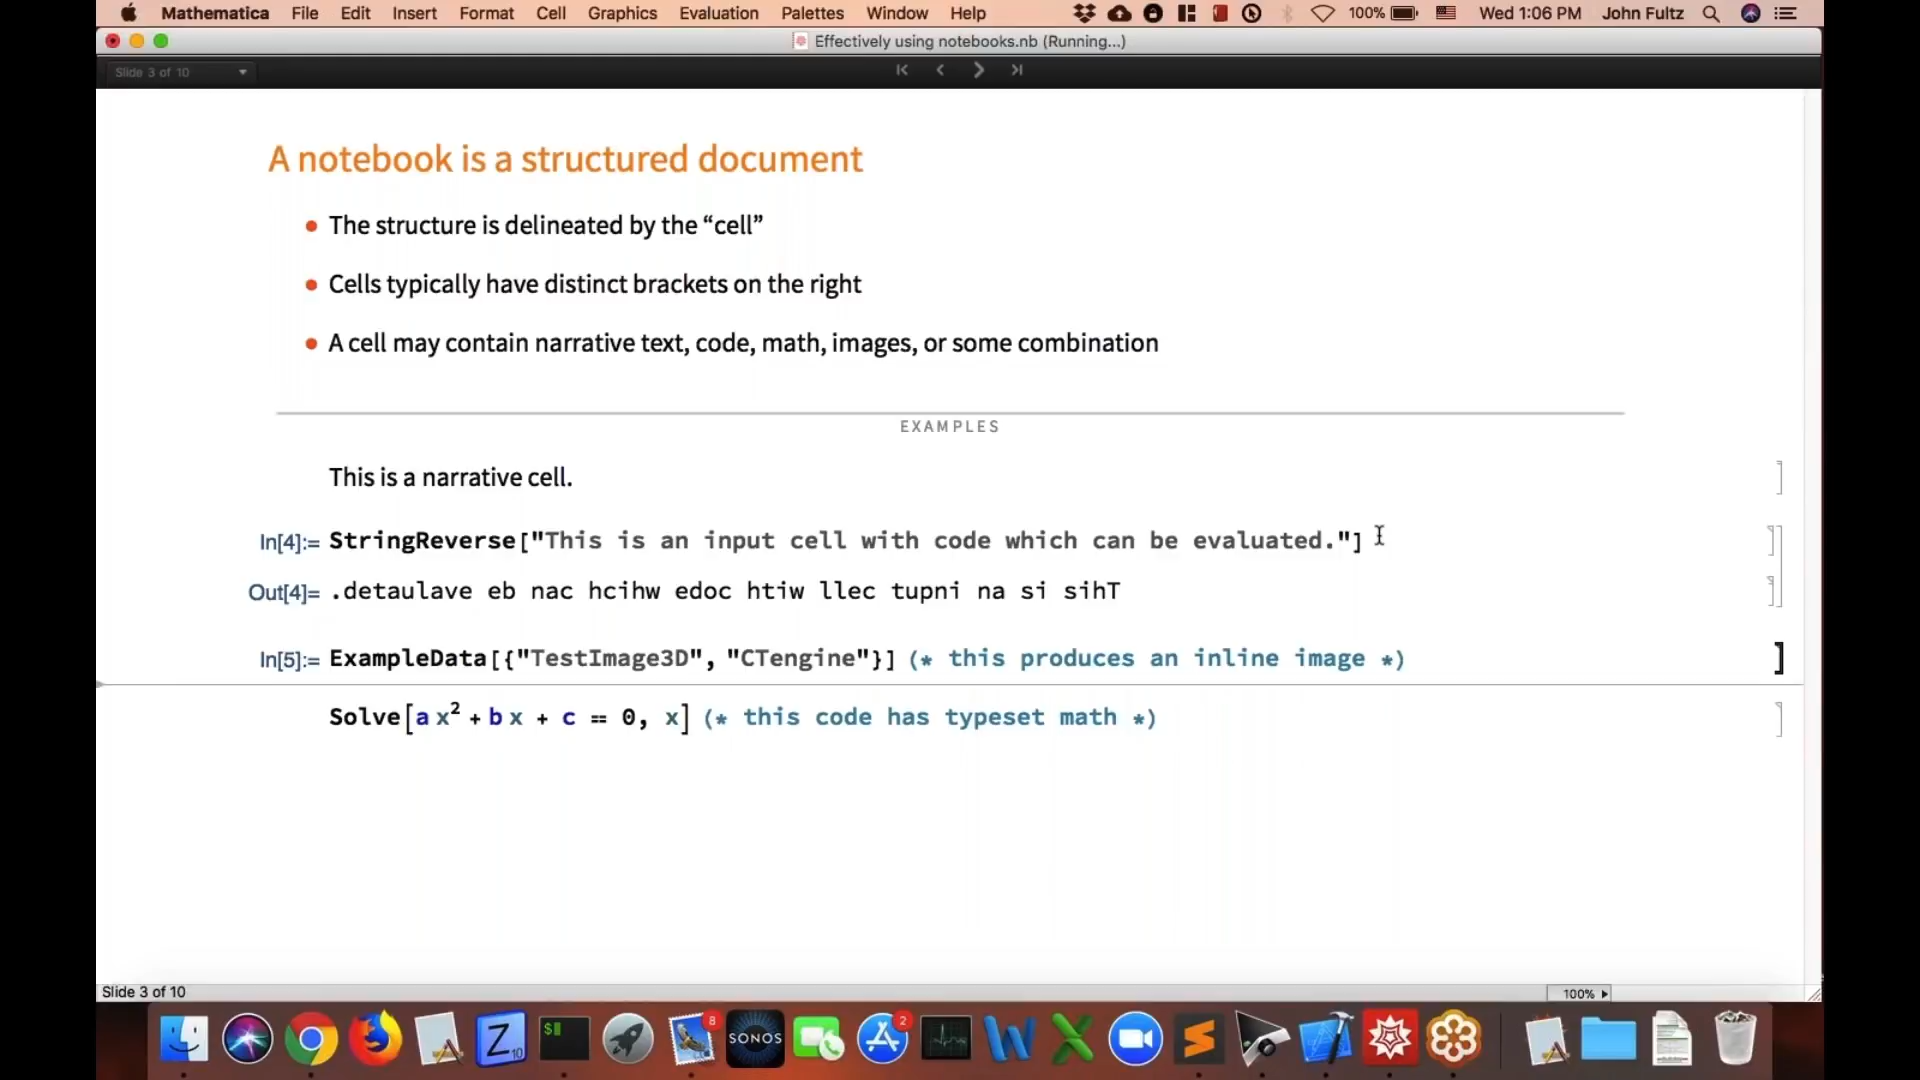 Mathematica File Edit Insert Format Cell Graphics Evaluation Palettes Window Help 100% Wed 1:06 PM John Fultz
Effectively using notebooks.nb (Running...)
Slide 3 of 10
A notebook is a structured document
• The structure is delineated by the “cell”
• Cells typically have distinct brackets on the right
• A cell may contain narrative text, code, math, images, or some combination
EXAMPLES
This is a narrative cell.
In[4]:= StringReverse["This is an input cell with code which can be evaluated."]
Out[4]= .detaulave eb nac hcihw edoc htiw llec tupni na si sihT
In[5]:= ExampleData[{"TestImage3D", "CTengine"}] (* this produces an inline image *)
Solve[a x² + b x + c == 0, x] (* this code has typeset math *)
Slide 3 of 10
100%
8
2
$
Z10
SONOS